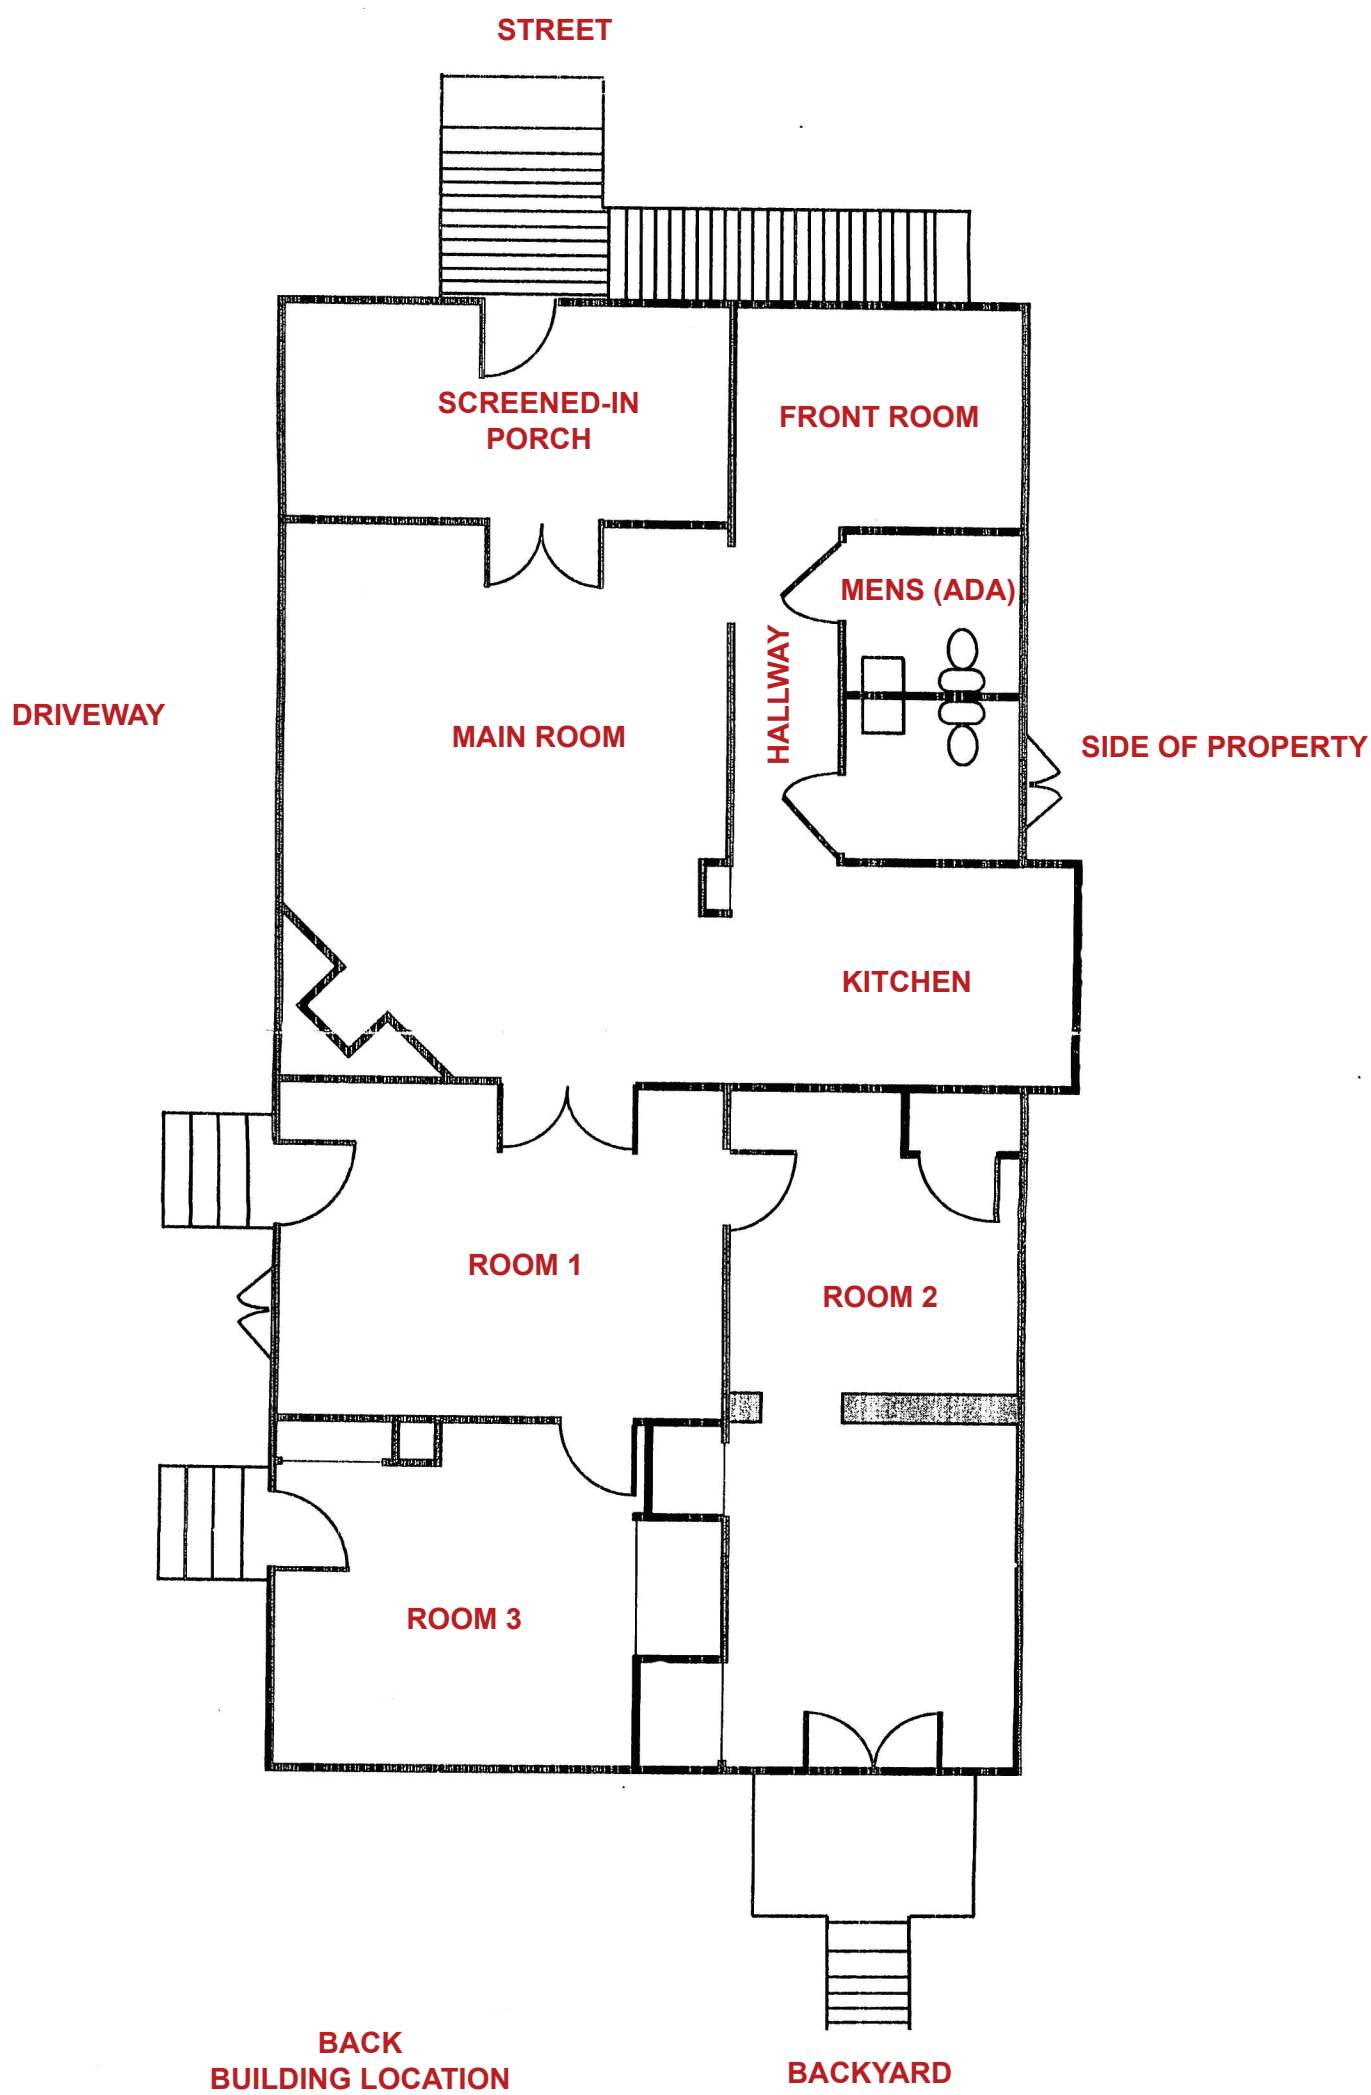 STREET
SCREENED-IN
PORCH
FRONT ROOM
MENS (ADA)
HALLWAY
DRIVEWAY
MAIN ROOM
SIDE OF PROPERTY
KITCHEN
ROOM 1
ROOM 2
ROOM 3
BACK
BUILDING LOCATION
BACKYARD